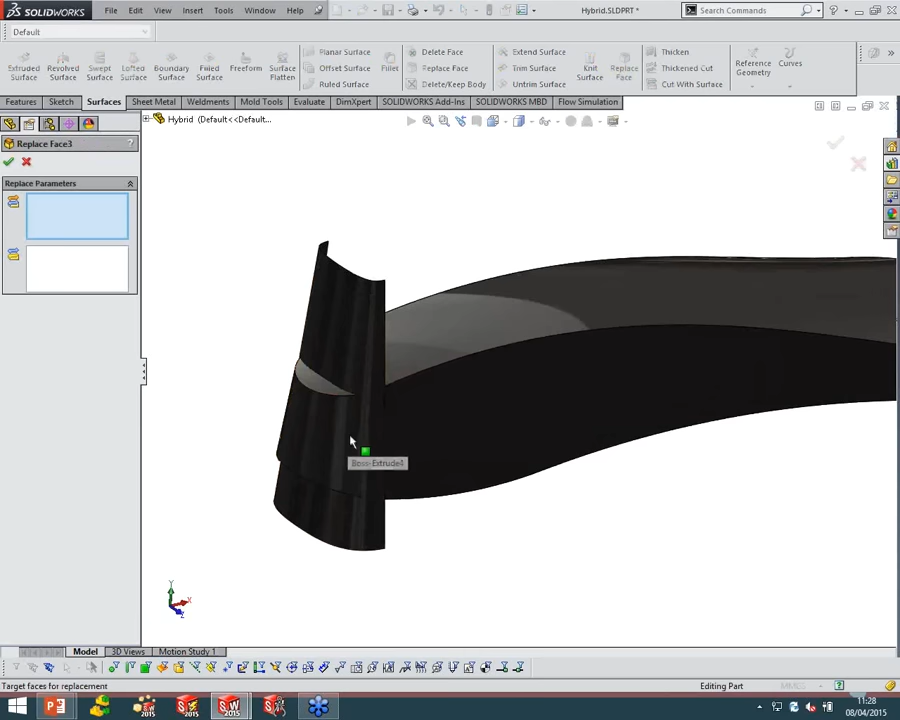 SOLIDWORKS File Edit View Insert Tools Window Help Hybrid.SLDPRT * Search Commands
Default
Extruded Surface
Revolved Surface
Swept Surface
Lofted Surface
Boundary Surface
Filled Surface
Freeform
Surface Flatten
Planar Surface
Offset Surface
Ruled Surface
Fillet
Delete Face
Replace Face
Delete/Keep Body
Extend Surface
Trim Surface
Untrim Surface
Knit Surface
Replace Face
Thicken
Thickened Cut
Cut With Surface
Reference Geometry
Curves
Features Sketch Surfaces Sheet Metal Weldments Mold Tools Evaluate DimXpert SOLIDWORKS Add-Ins SOLIDWORKS MBD Flow Simulation
Hybrid (Default<<Default...
Replace Face3 ?
Replace Parameters
Boss-Extrude4
Y
X
Z
Model 3D Views Motion Study 1
Target faces for replacement Editing Part MMGS
2015 2015 2015
11:28
08/04/2015